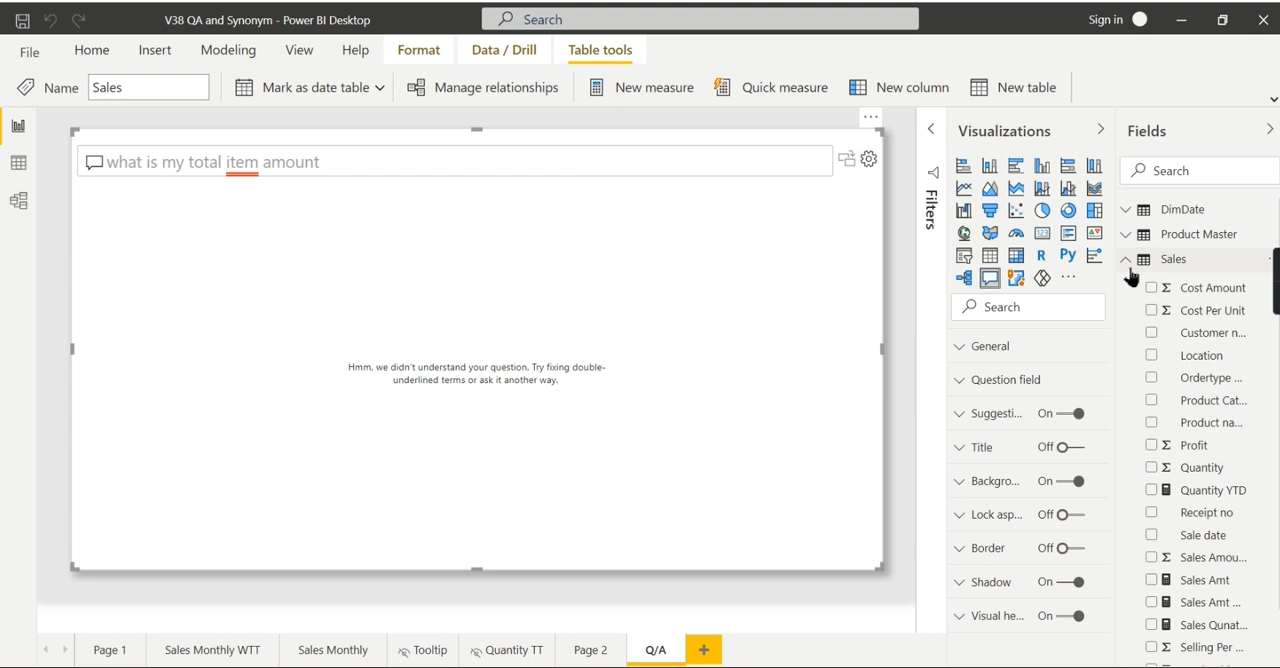 V38 QA and Synonym - Power BI Desktop
Search
Sign in
File
Home
Insert
Modeling
View
Help
Format
Data / Drill
Table tools
Name
Sales
Mark as date table
Manage relationships
New measure
Quick measure
New column
New table
what is my total item amount
Hmm, we didn't understand your question. Try fixing double-
underlined terms or ask it another way.
Filters
Visualizations
123
R
Py
Search
General
Question field
Suggesti... On
Title Off
Backgro... On
Lock asp... Off
Border Off
Shadow On
Visual he... On
Fields
Search
DimDate
Product Master
Sales
Σ Cost Amount
Σ Cost Per Unit
Customer n...
Location
Ordertype ...
Product Cat...
Product na...
Σ Profit
Σ Quantity
Quantity YTD
Receipt no
Sale date
Σ Sales Amou...
Sales Amt
Sales Amt ...
Sales Qunat...
Σ Selling Per ...
Page 1
Sales Monthly WTT
Sales Monthly
Tooltip
Quantity TT
Page 2
Q/A
+